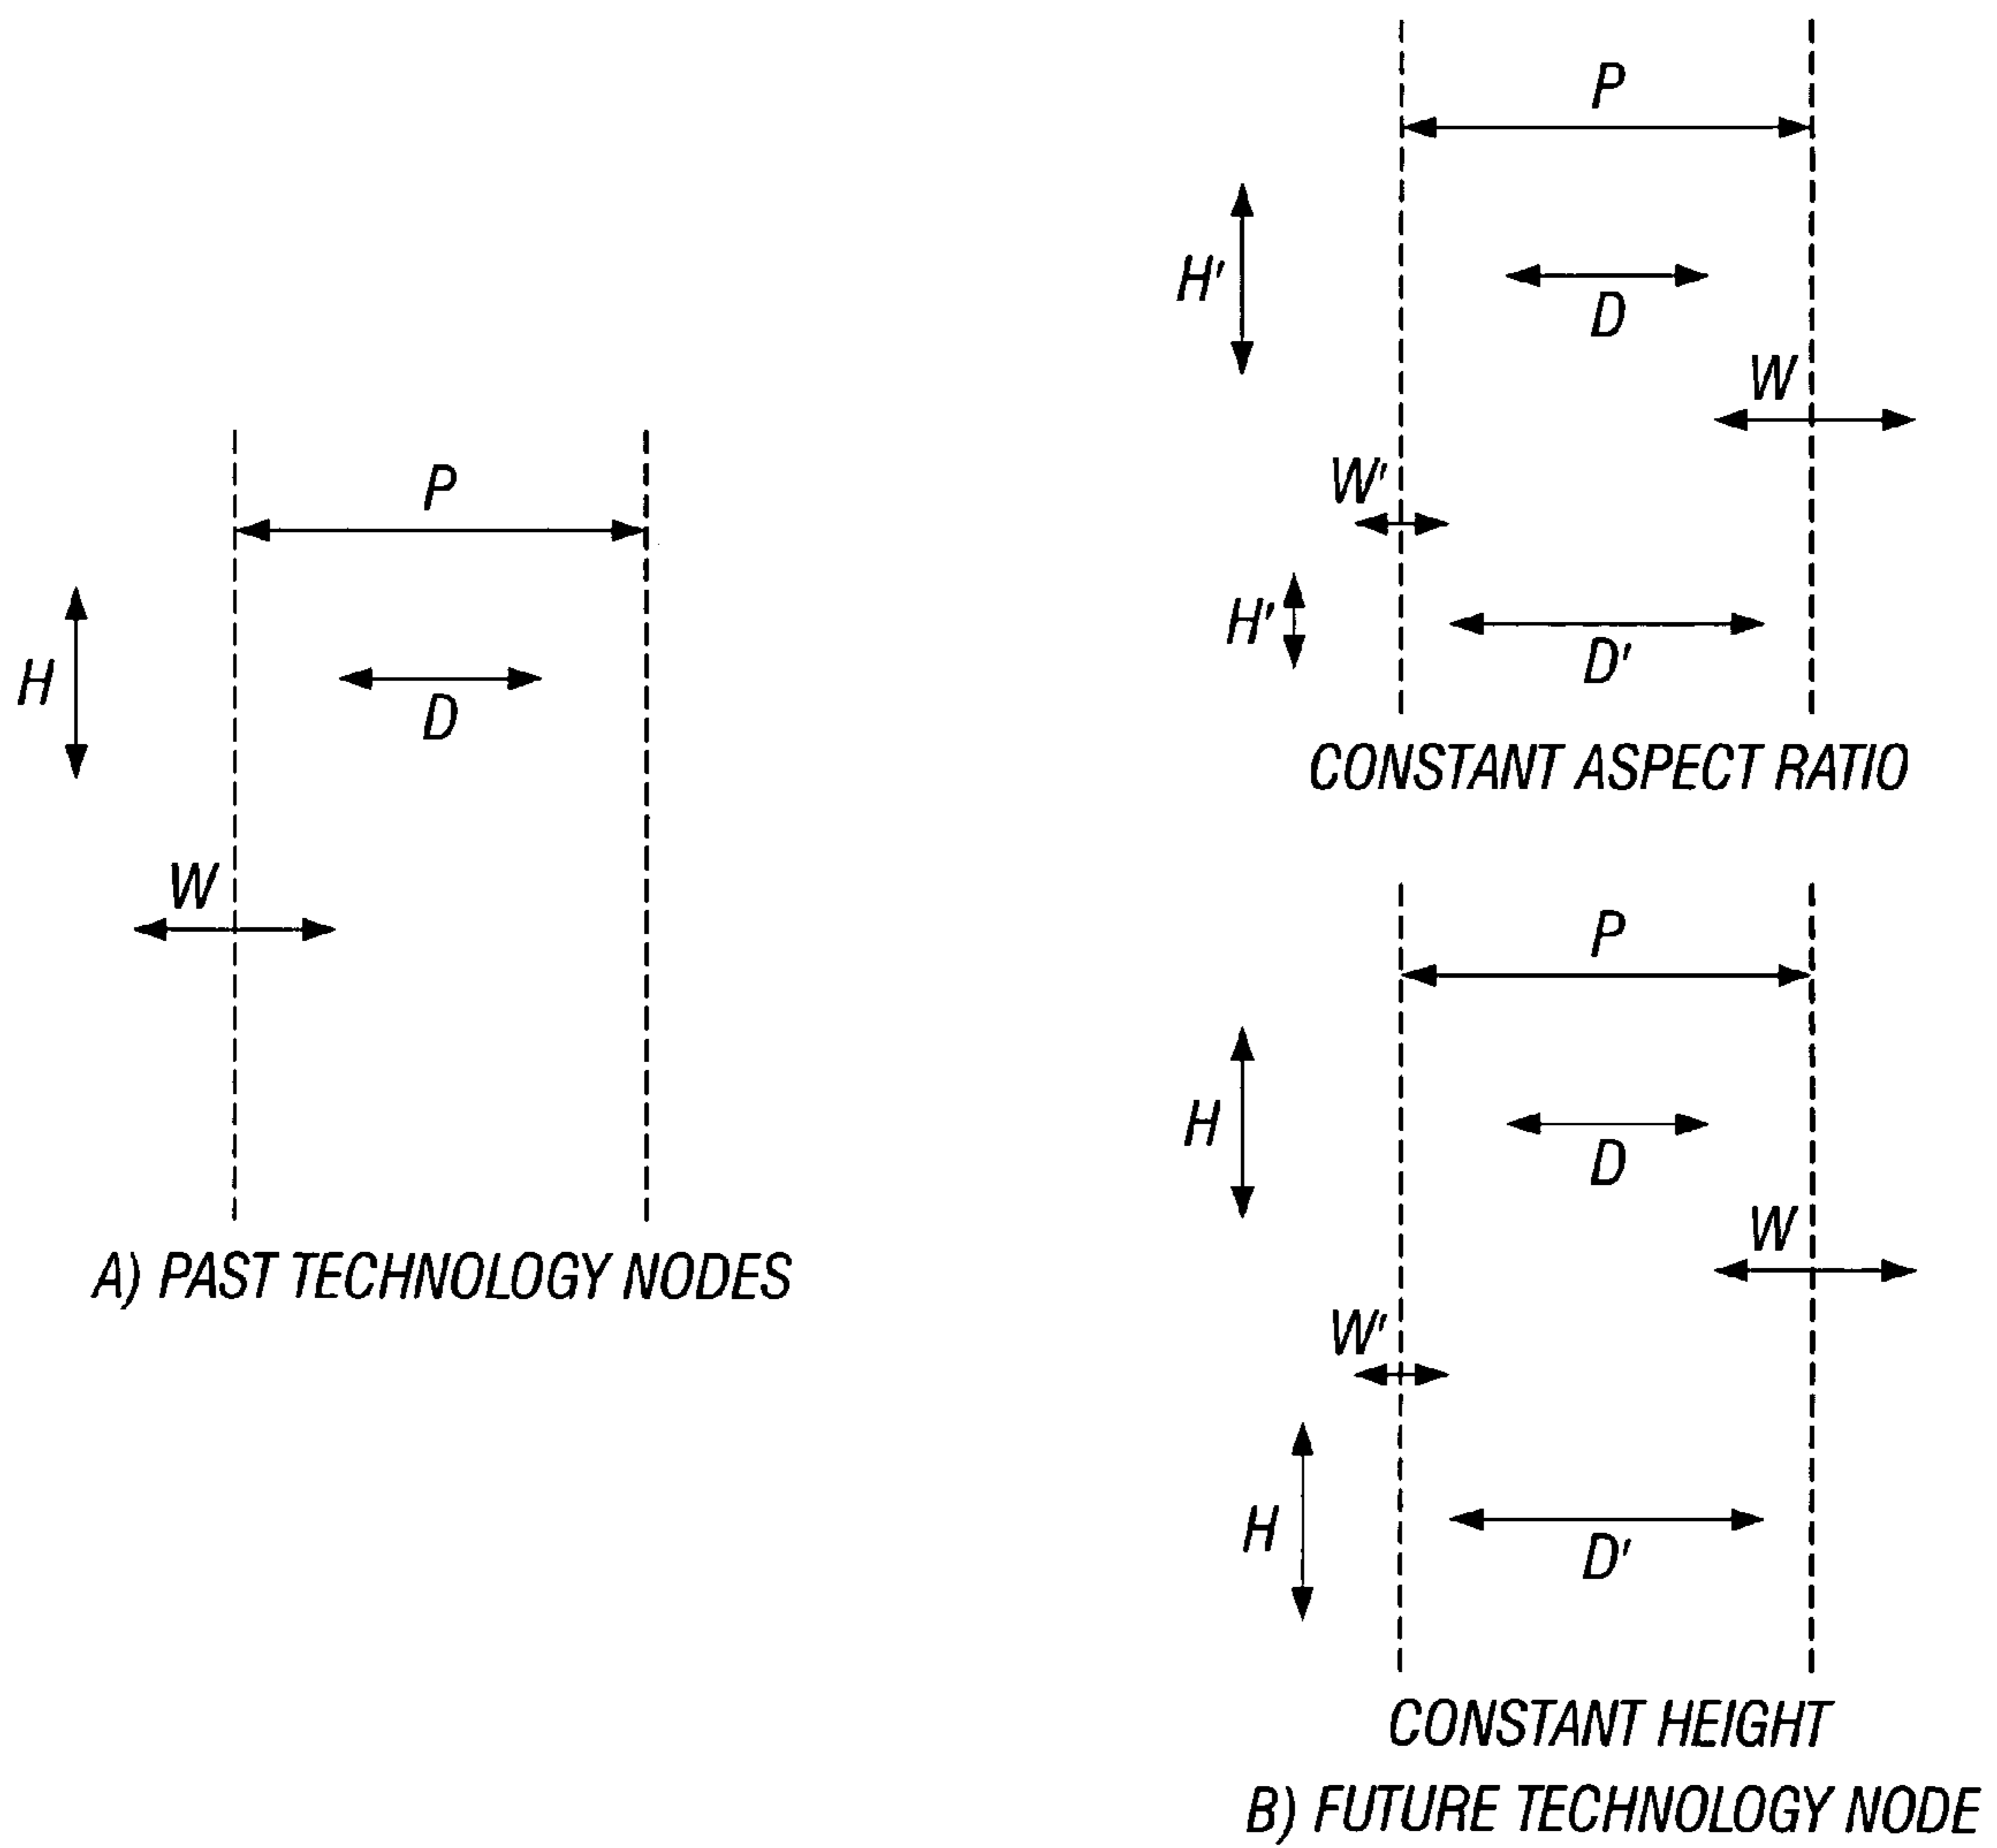 P
H
D
W
A) PAST TECHNOLOGY NODES
P
H'
D
W
W'
H'
D'
CONSTANT ASPECT RATIO
P
H
D
W
W'
H
D'
CONSTANT HEIGHT
B) FUTURE TECHNOLOGY NODE